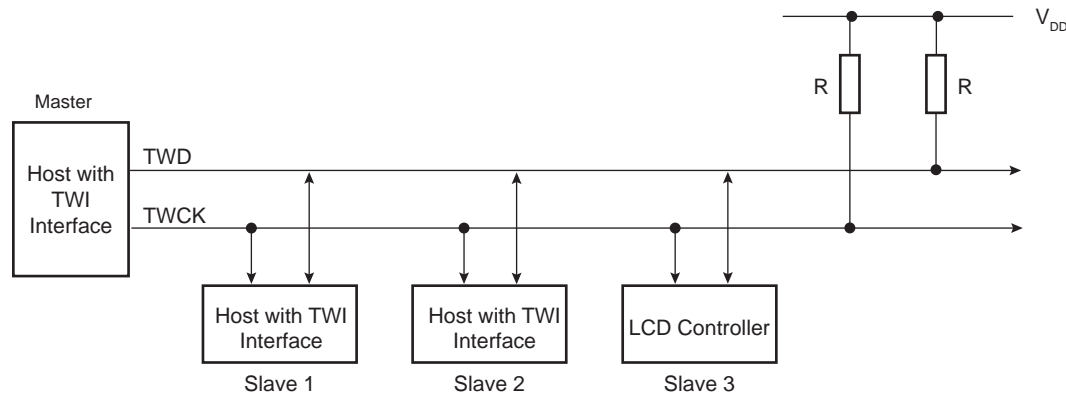 V_DD
R
R
Master
Host with
TWI
Interface
TWD
TWCK
Host with TWI
Interface
Slave 1
Host with TWI
Interface
Slave 2
LCD Controller
Slave 3